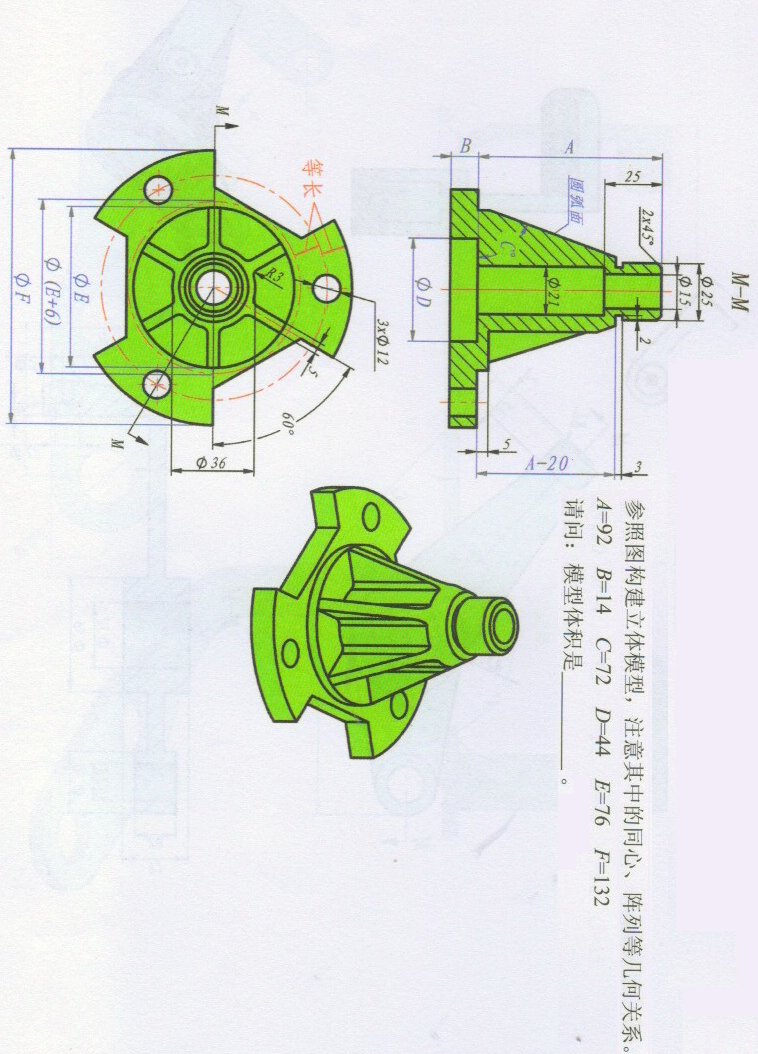 M-M
2x45°
φ25
φ15
25
A
B
圆弧面
C°
φD
φ21
2
5
A-20
3
M
等长
R3
3xφ12
5
60°
φE
φ(E+6)
φF
φ36
M
参照图构建立体模型，注意其中的同心、阵列等几何关系。
A=92 B=14 C=72 D=44 E=76 F=132
请问：模型体积是________。